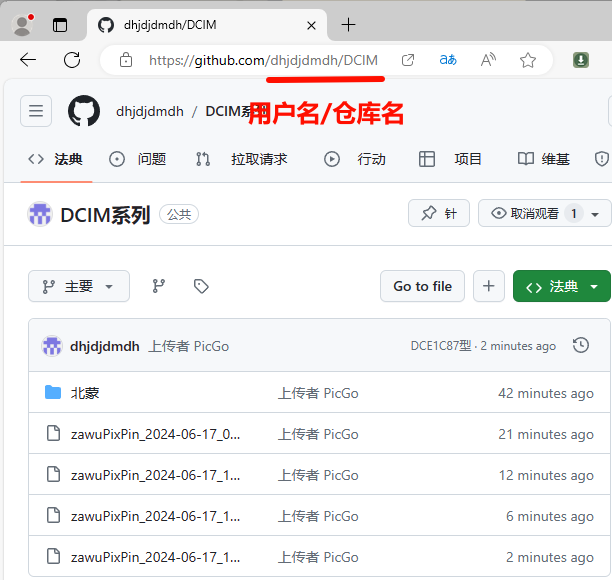 dhjdjdmdh/DCIM
https://github.com/dhjdjdmdh/DCIM
aあ
dhjdjdmdh / DCIM系列
用户名/仓库名
法典 问题 拉取请求 行动 项目 维基
DCIM系列 公共 针 取消观看 1
主要 Go to file 法典
dhjdjdmdh 上传者 PicGo DCE1C87型 · 2 minutes ago
北蒙 上传者 PicGo 42 minutes ago
zawuPixPin_2024-06-17_0... 上传者 PicGo 21 minutes ago
zawuPixPin_2024-06-17_1... 上传者 PicGo 12 minutes ago
zawuPixPin_2024-06-17_1... 上传者 PicGo 6 minutes ago
zawuPixPin_2024-06-17_1... 上传者 PicGo 2 minutes ago